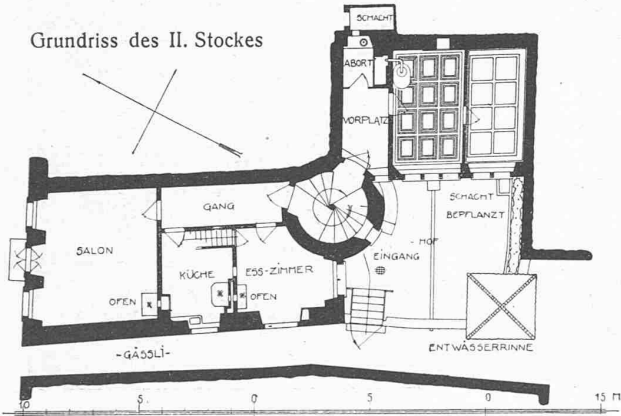 Grundriss des II. Stockes
SCHACHT
ABORT
VORPLATZ
GANG
SCHACHT
BEPFLANZT
SALON
HOF
KÜCHE
ESS-ZIMMER
EINGANG
OFEN
OFEN
ENTWÄSSERRINNE
-GÄSSLI-
10 5 0 5 15 M